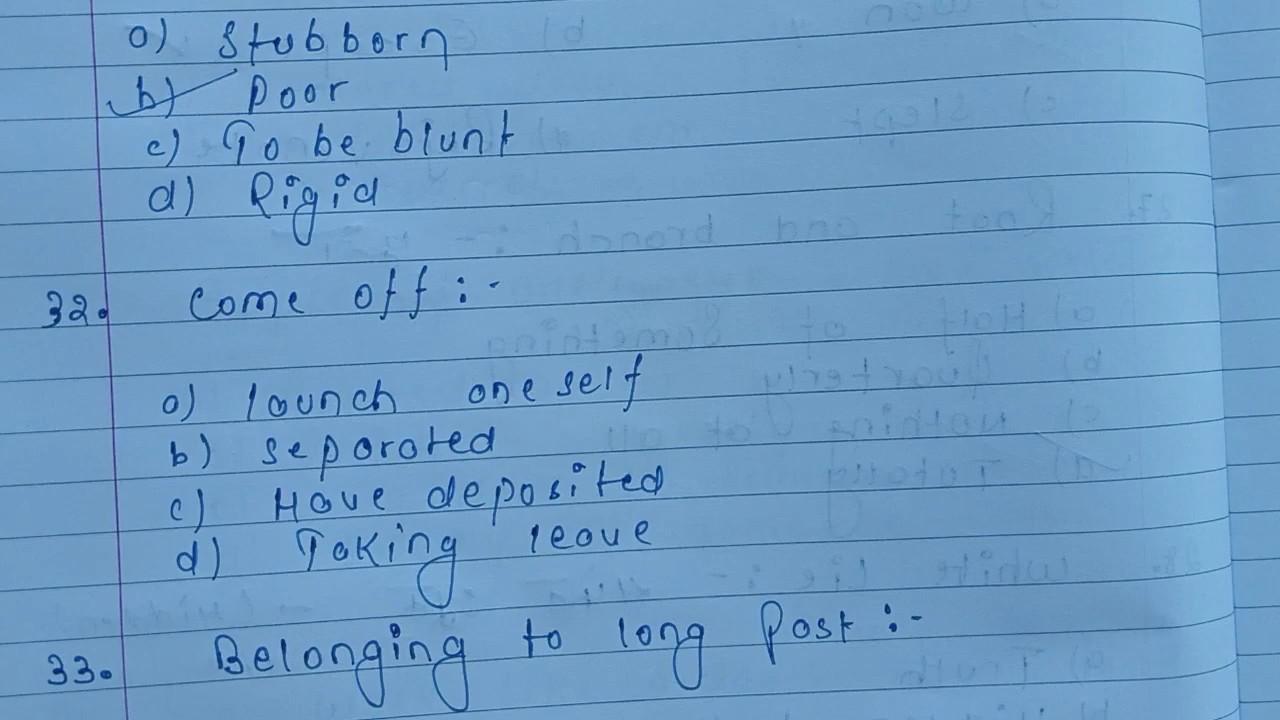 a) Stubborn
b) Poor
c) To be blunt
d) Rigid
32. Come off :-
a) launch oneself
b) separated
c) Have deposited
d) Taking leave
33. Belonging to long Past :-